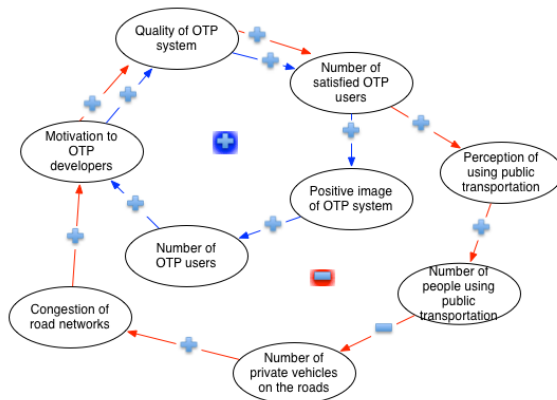 Quality of OTP
system
Number of
satisfied OTP
users
Motivation to
OTP
developers
Perception of
using public
transportation
Positive image
of OTP system
Number of
OTP users
Number of
people using
public
transportation
Congestion of
road networks
Number of
private vehicles
on the roads